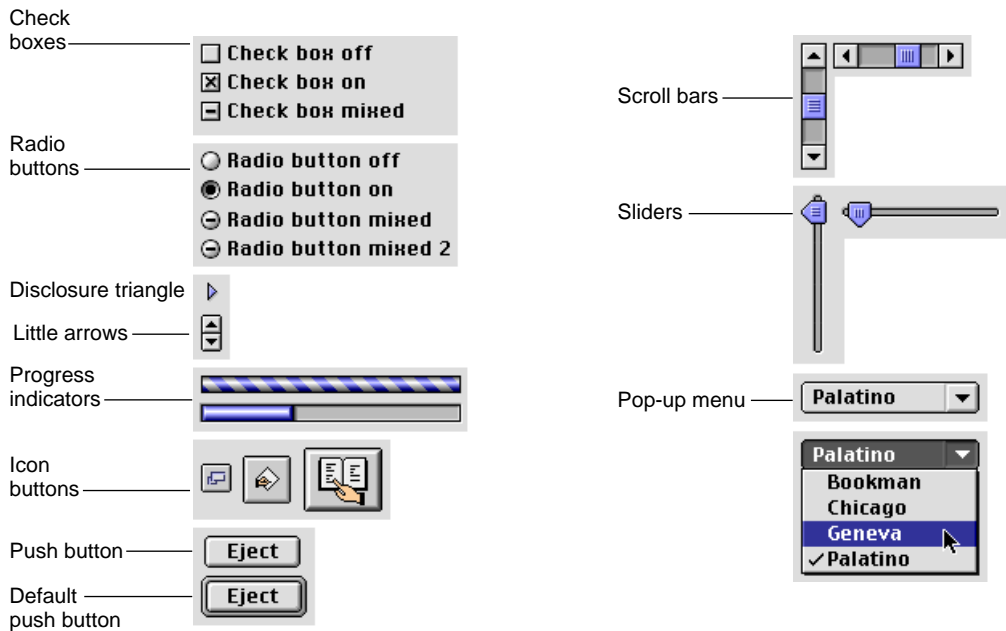 Check
boxes
Check box off
Check box on
Check box mixed
Radio
buttons
Radio button off
Radio button on
Radio button mixed
Radio button mixed 2
Disclosure triangle
Little arrows
Progress
indicators
Icon
buttons
Push button
Eject
Default
push button
Eject
Scroll bars
Sliders
Pop-up menu
Palatino
Palatino
Bookman
Chicago
Geneva
✓Palatino